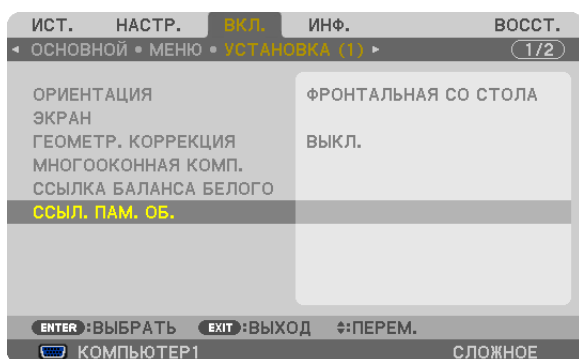 ИСТ. НАСТР. ВКЛ. ИНФ. ВОССТ.
ОСНОВНОЙ • МЕНЮ • УСТАНОВКА (1) 1/2
ОРИЕНТАЦИЯ ФРОНТАЛЬНАЯ СО СТОЛА
ЭКРАН
ГЕОМЕТР. КОРРЕКЦИЯ ВЫКЛ.
МНОГООКОННАЯ КОМП.
ССЫЛКА БАЛАНСА БЕЛОГО
ССЫЛ. ПАМ. ОБ.
ENTER :ВЫБРАТЬ EXIT :ВЫХОД :ПЕРЕМ.
КОМПЬЮТЕР1 СЛОЖНОЕ